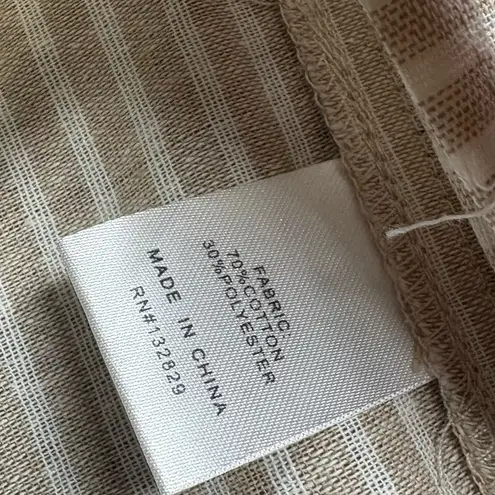 FABRIC:
70%COTTON
30%POLYESTER
MADE IN CHINA
RN#132829